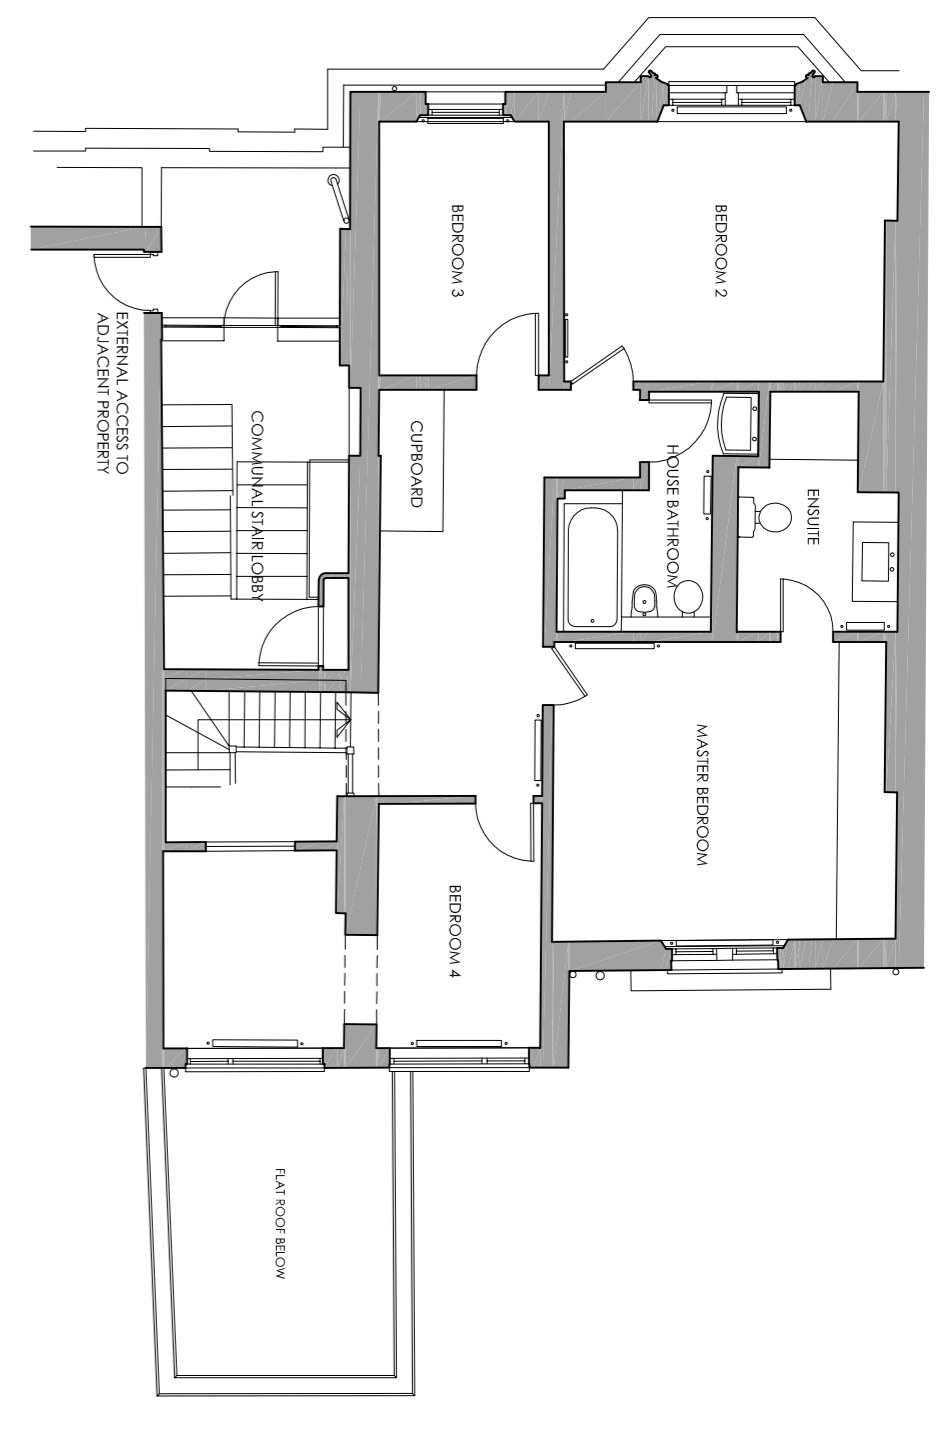 BEDROOM 3
BEDROOM 2
EXTERNAL ACCESS TO
ADJACENT PROPERTY
COMMUNAL STAIR LOBBY
CUPBOARD
HOUSE BATHROOM
ENSUITE
MASTER BEDROOM
BEDROOM 4
FLAT ROOF BELOW